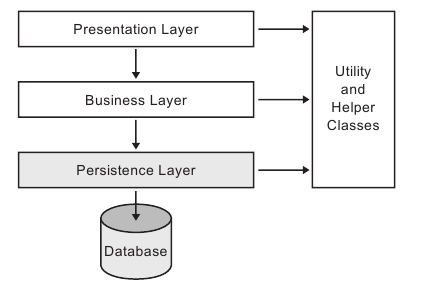 Presentation Layer
Business Layer
Persistence Layer
Database
Utility
and
Helper
Classes